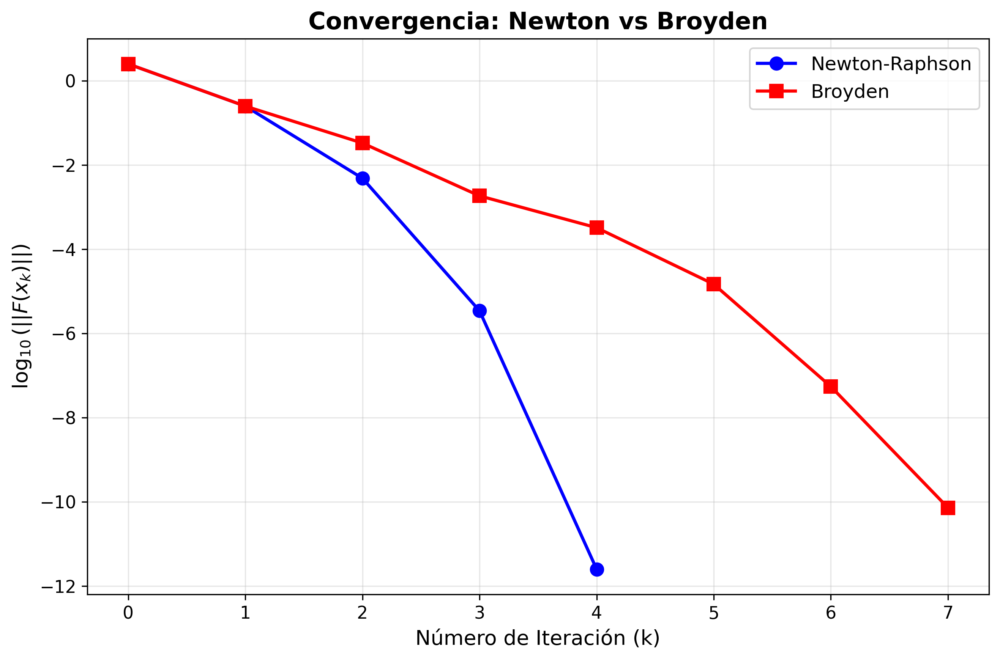 Convergencia: Newton vs Broyden
Newton-Raphson
Broyden
log₁₀(||F(xₖ)||)
0
−2
−4
−6
−8
−10
−12
0 1 2 3 4 5 6 7
Número de Iteración (k)